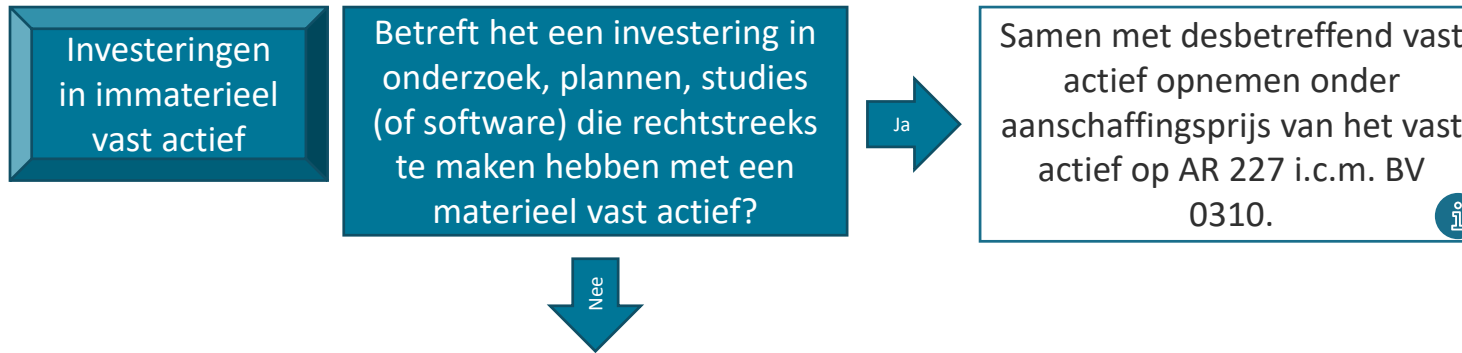 Investeringen
in immaterieel
vast actief
Betreft het een investering in
onderzoek, plannen, studies
(of software) die rechtstreeks
te maken hebben met een
materieel vast actief?
Ja
Samen met desbetreffend vast
actief opnemen onder
aanschaffingsprijs van het vast
actief op AR 227 i.c.m. BV
0310.
Nee